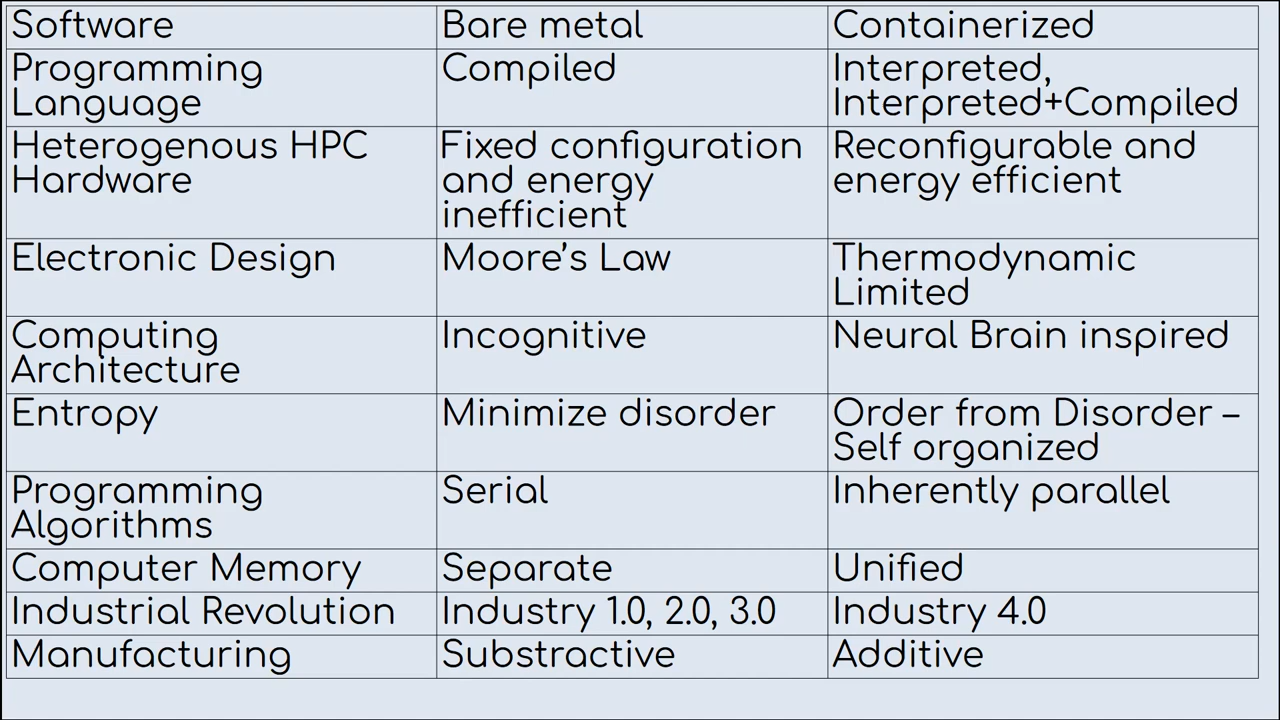 Software Bare metal Containerized
Programming Compiled Interpreted,
Language Interpreted+Compiled
Heterogenous HPC Fixed configuration Reconfigurable and
Hardware and energy energy efficient
inefficient
Electronic Design Moore’s Law Thermodynamic
Limited
Computing Incognitive Neural Brain inspired
Architecture
Entropy Minimize disorder Order from Disorder –
Self organized
Programming Serial Inherently parallel
Algorithms
Computer Memory Separate Unified
Industrial Revolution Industry 1.0, 2.0, 3.0 Industry 4.0
Manufacturing Substractive Additive